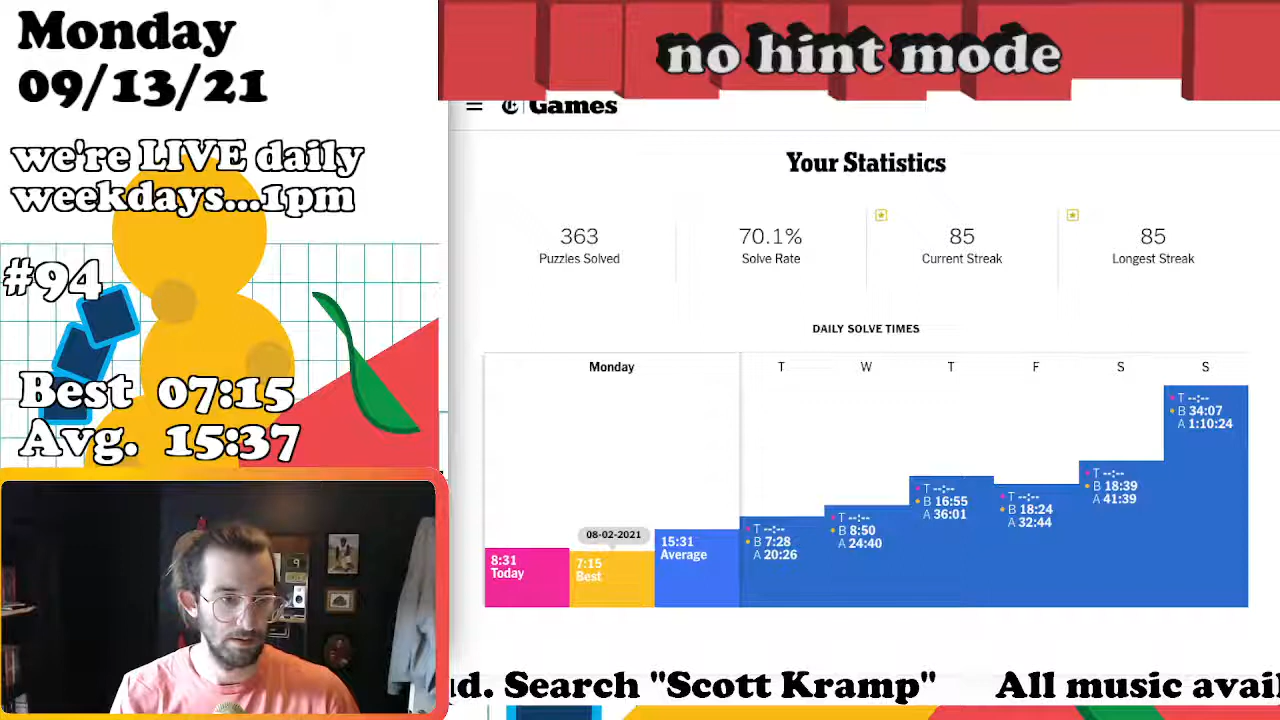 Monday
09/13/21
we're LIVE daily
weekdays...1pm
#94
Best 07:15
Avg. 15:37
no hint mode
Games
Your Statistics
363
Puzzles Solved
70.1%
Solve Rate
85
Current Streak
85
Longest Streak
DAILY SOLVE TIMES
Monday
T
W
T
F
S
S
8:31
Today
08-02-2021
7:15
Best
15:31
Average
T --:--
B 7:28
A 20:26
T --:--
B 8:50
A 24:40
T --:--
B 16:55
A 36:01
T --:--
B 18:24
A 32:44
T --:--
B 18:39
A 41:39
T --:--
B 34:07
A 1:10:24
d. Search "Scott Kramp" All music avail